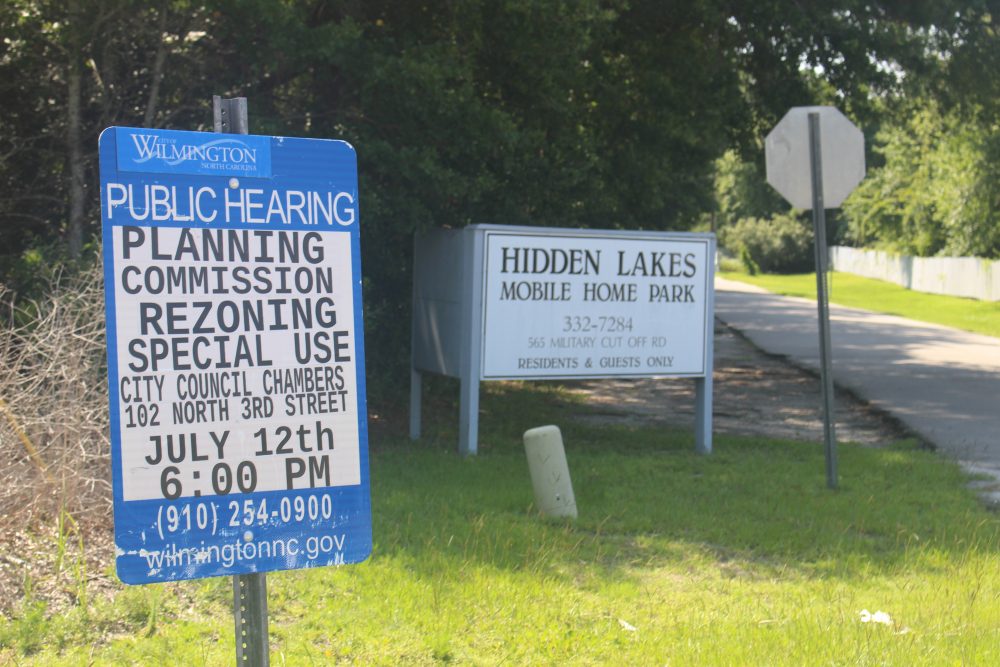 CITY OF
WILMINGTON
NORTH CAROLINA
PUBLIC HEARING
PLANNING
COMMISSION
REZONING
SPECIAL USE
CITY COUNCIL CHAMBERS
102 NORTH 3RD STREET
JULY 12th
6:00 PM
(910) 254-0900
wilmingtonnc.gov
HIDDEN LAKES
MOBILE HOME PARK
332-7284
565 MILITARY CUT OFF RD
RESIDENTS & GUESTS ONLY